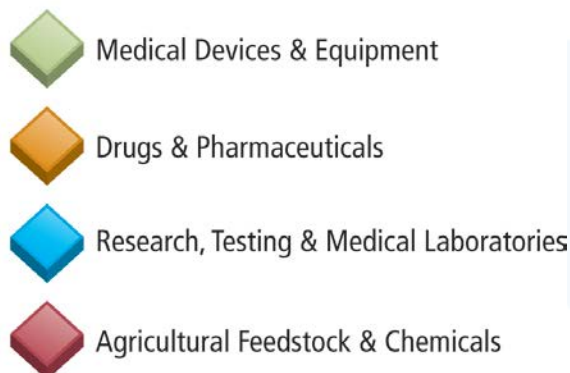 Medical Devices & Equipment
Drugs & Pharmaceuticals
Research, Testing & Medical Laboratories
Agricultural Feedstock & Chemicals